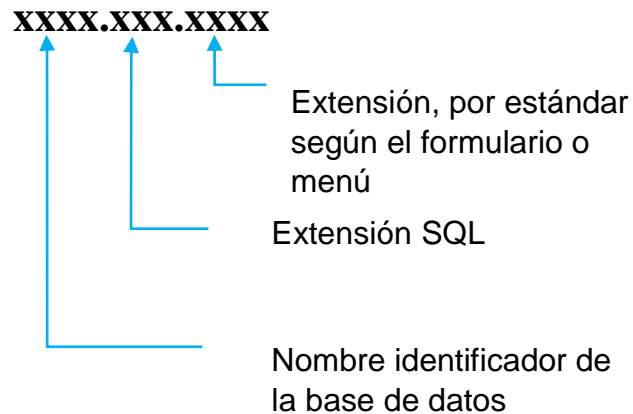 xxxx.xxx.xxxx
Extensión, por estándar
según el formulario o
menú
Extensión SQL
Nombre identificador de
la base de datos